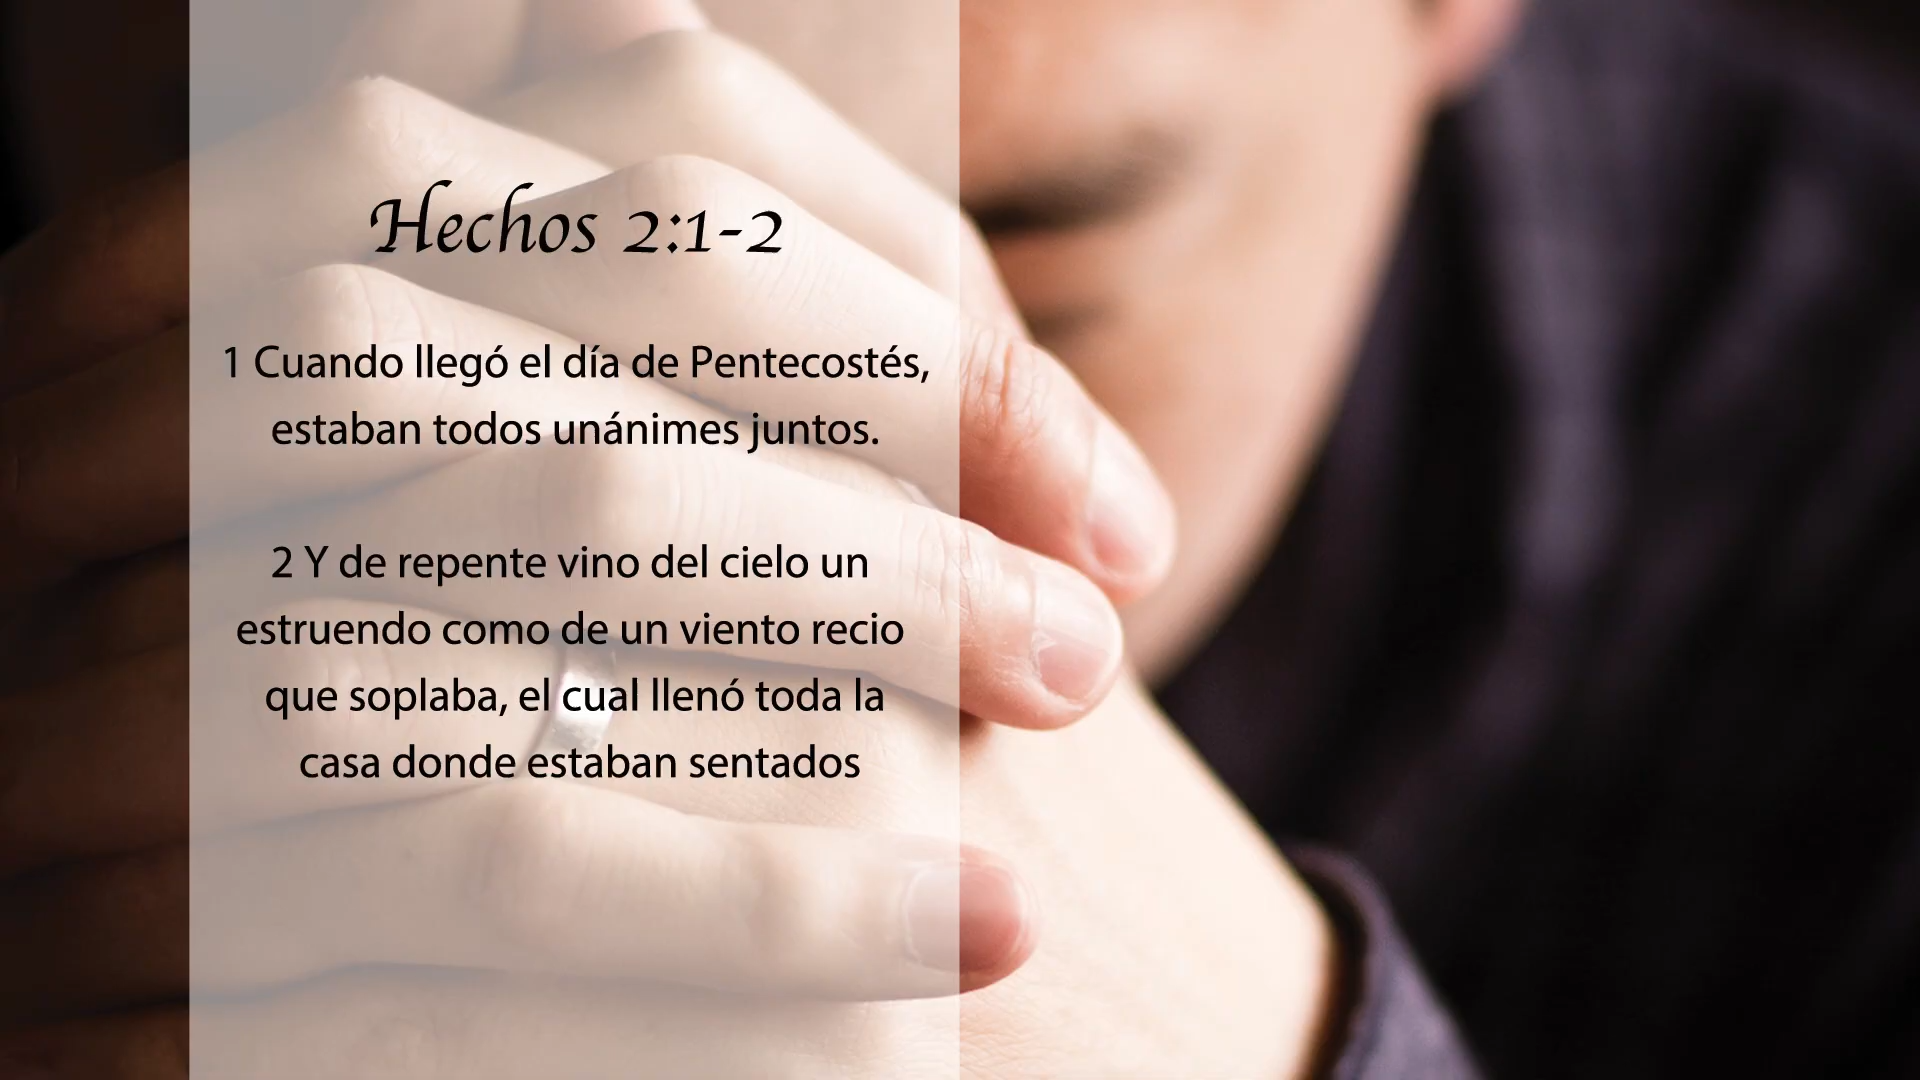 Hechos 2:1-2
1 Cuando llegó el día de Pentecostés,
estaban todos unánimes juntos.
2 Y de repente vino del cielo un
estruendo como de un viento recio
que soplaba, el cual llenó toda la
casa donde estaban sentados